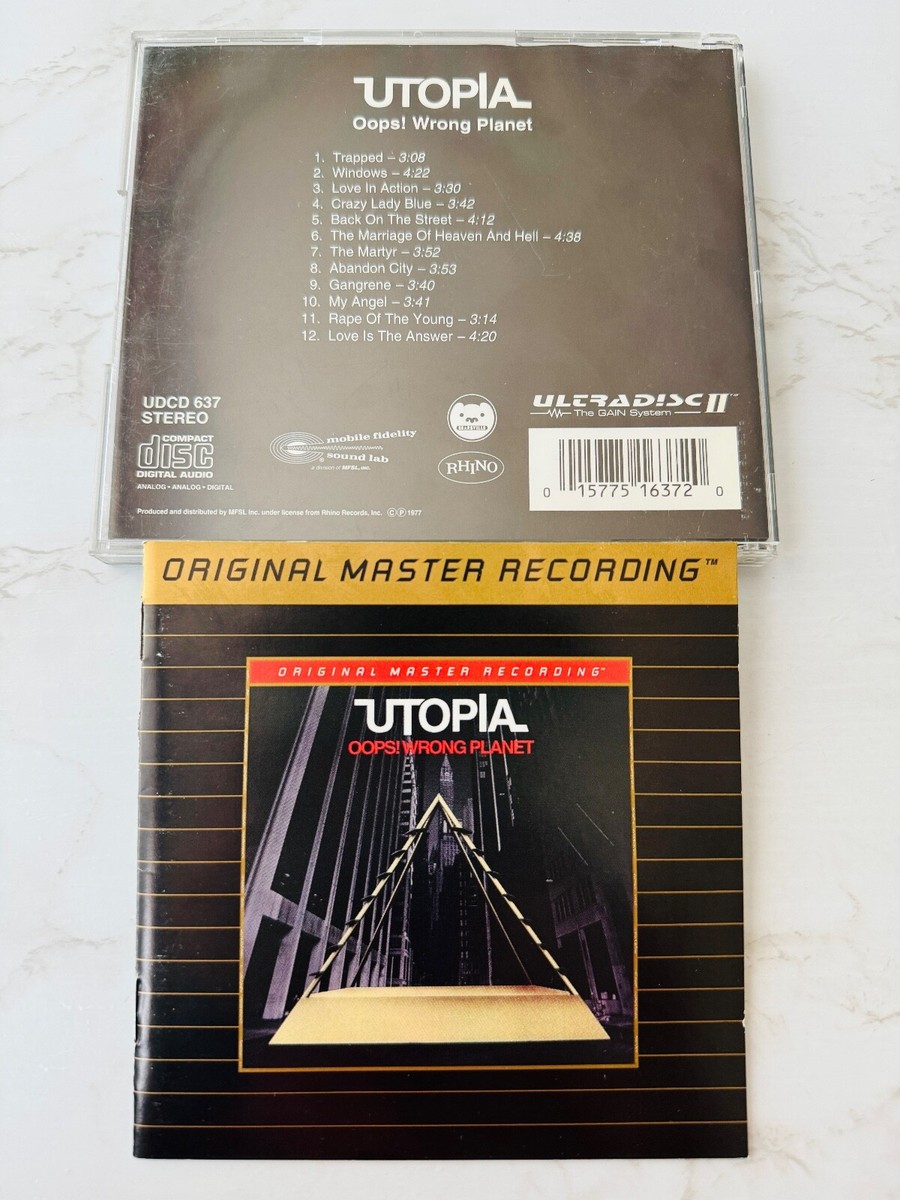 UTOPIA
Oops! Wrong Planet
1. Trapped – 3:08
2. Windows – 4:22
3. Love In Action – 3:30
4. Crazy Lady Blue – 3:42
5. Back On The Street – 4:12
6. The Marriage Of Heaven And Hell – 4:38
7. The Martyr – 3:52
8. Abandon City – 3:53
9. Gangrene – 3:40
10. My Angel – 3:41
11. Rape Of The Young – 3:14
12. Love Is The Answer – 4:20
UDCD 637
STEREO
COMPACT
disc
DIGITAL AUDIO
ANALOG • ANALOG • DIGITAL
mobile fidelity
sound lab
a division of MFSL, inc.
BEARSVILLE
RHINO
ULTRADISC II™
The GAIN System
0 15775 16372 0
Produced and distributed by MFSL Inc. under license from Rhino Records, Inc. ©℗ 1977
ORIGINAL MASTER RECORDING™
ORIGINAL MASTER RECORDING™
UTOPIA
OOPS! WRONG PLANET